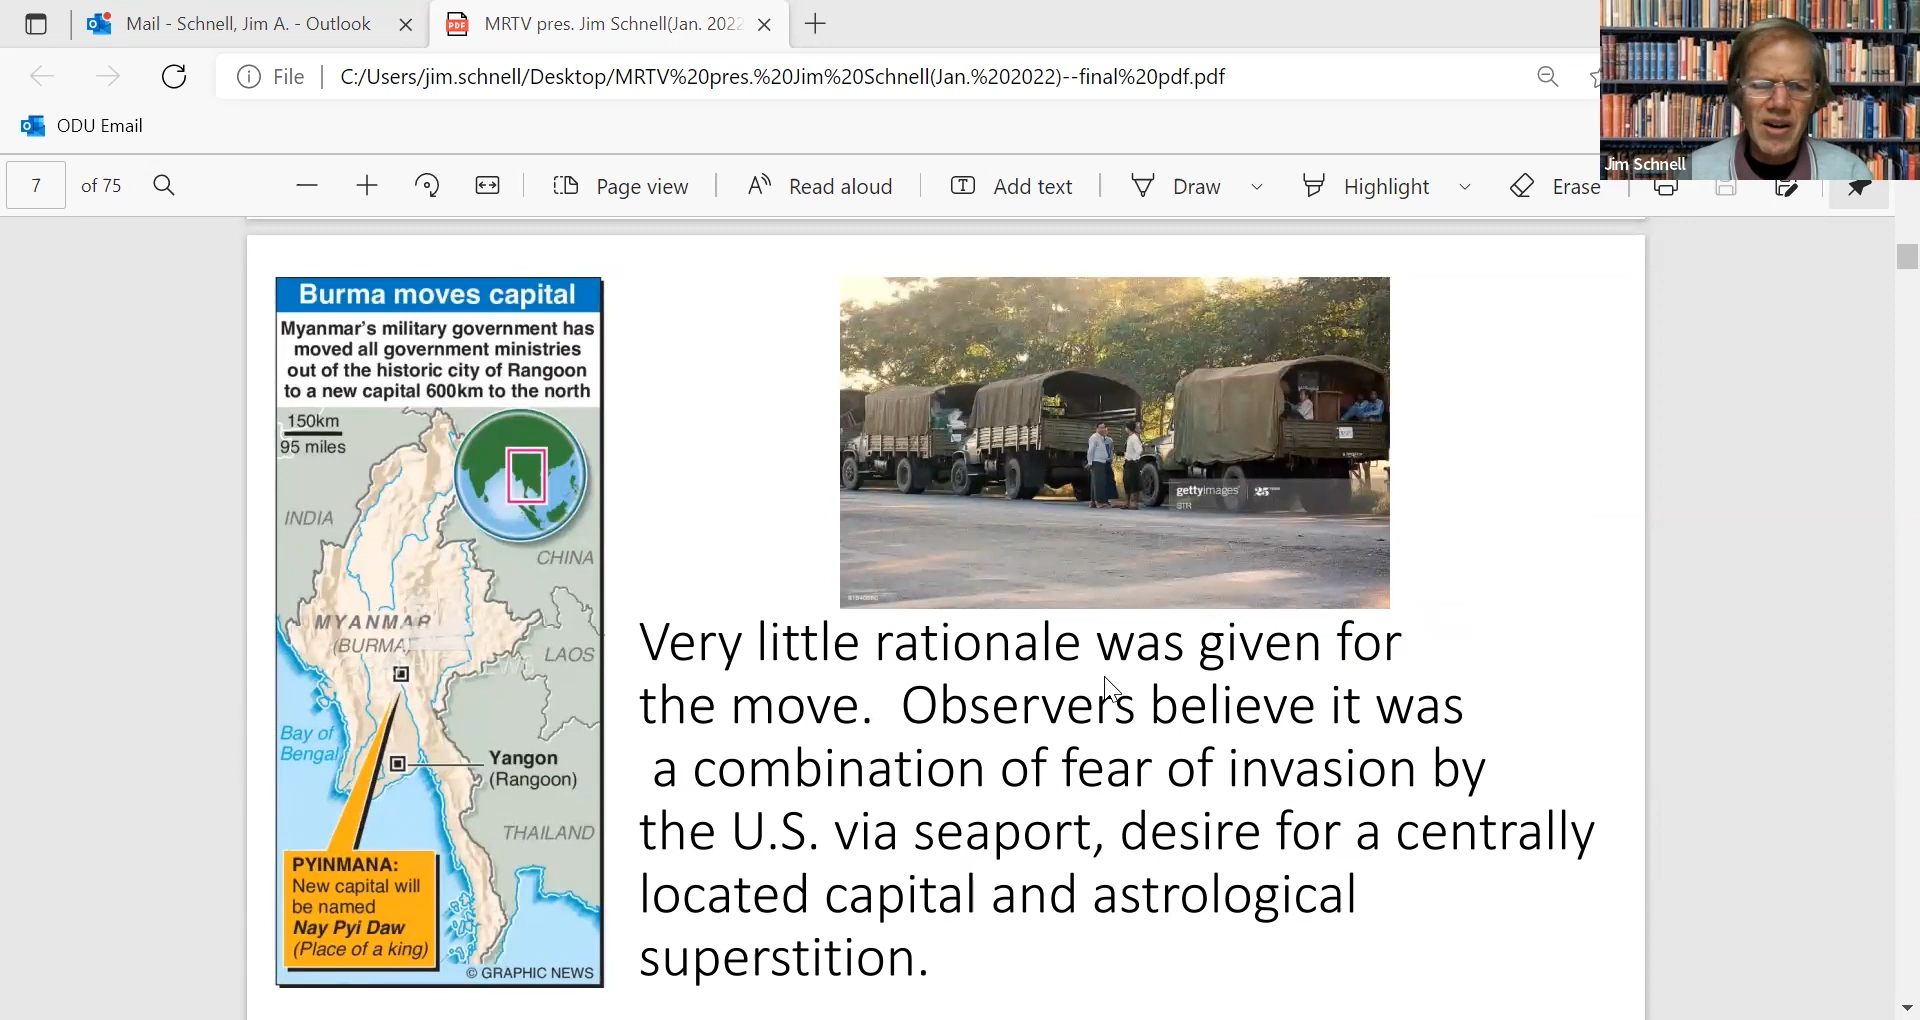 Mail - Schnell, Jim A. - Outlook
MRTV pres. Jim Schnell(Jan. 2022
File
C:/Users/jim.schnell/Desktop/MRTV%20pres.%20Jim%20Schnell(Jan.%202022)--final%20pdf.pdf
ODU Email
Jim Schnell
7 of 75
Page view
Read aloud
Add text
Draw
Highlight
Erase
Burma moves capital
Myanmar's military government has
moved all government ministries
out of the historic city of Rangoon
to a new capital 600km to the north
150km
95 miles
INDIA
CHINA
MYANMAR
(BURMA)
LAOS
Bay of
Bengal
Yangon
(Rangoon)
THAILAND
PYINMANA:
New capital will
be named
Nay Pyi Daw
(Place of a king)
© GRAPHIC NEWS
gettyimages
STR
Very little rationale was given for
the move.  Observers believe it was
a combination of fear of invasion by
the U.S. via seaport, desire for a centrally
located capital and astrological
superstition.